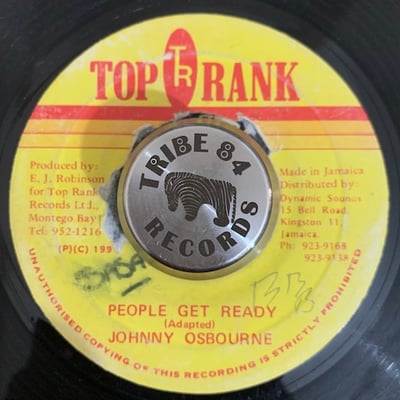 TOP RANK
TR
Produced by:
E. J. Robinson
for Top Rank
Records Ltd.,
Montego Bay
Tel: 952-1216
(P)(C) 199
TRIBE 84
RECORDS
Made in Jamaica
Distributed by:
Dynamic Sounds
15 Bell Road
Kingston 11,
Jamaica.
Ph: 923-9168
923-9138
PEOPLE GET READY
(Adapted)
JOHNNY OSBOURNE
UNAUTHORISED COPYING OF THIS RECORDING IS STRICTLY PROHIBITED